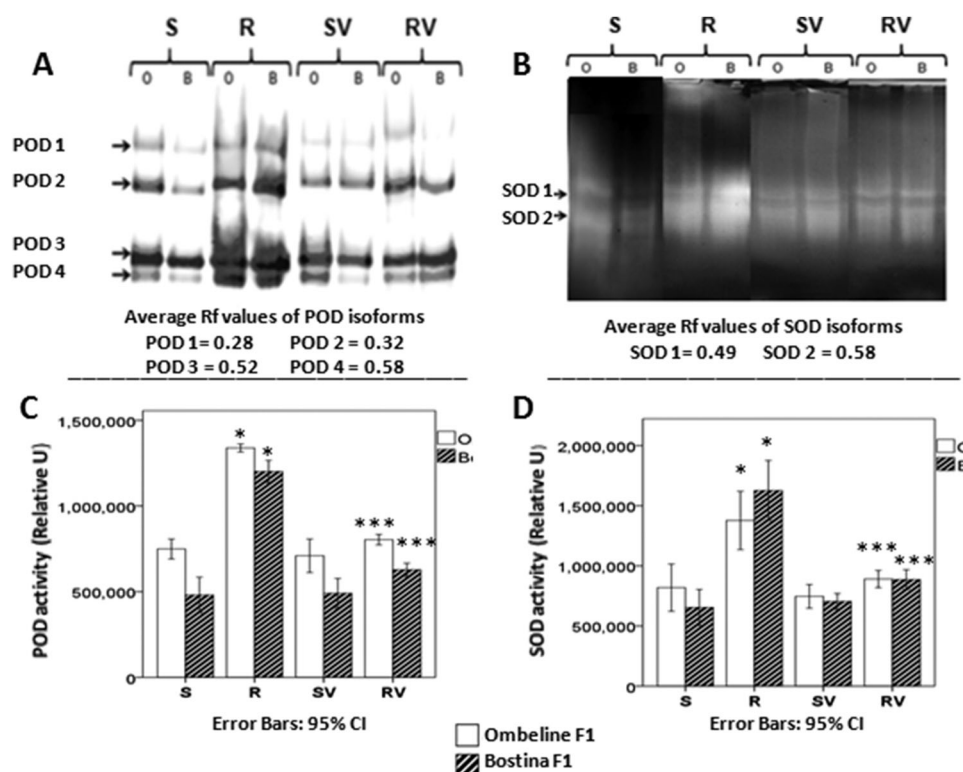 S R SV RV
A
O B O B O B O B
POD 1
POD 2
POD 3
POD 4
Average Rf values of POD isoforms
POD 1= 0.28 POD 2 = 0.32
POD 3 = 0.52 POD 4 = 0.58
S R SV RV
B
O B O B O B O B
SOD 1
SOD 2
Average Rf values of SOD isoforms
SOD 1= 0.49 SOD 2 = 0.58
C
POD activity (Relative U)
1,500,000
1,000,000
500,000
0
* * *** ***
O
B
S R SV RV
Error Bars: 95% CI
D
SOD activity (Relative U)
2,000,000
1,500,000
1,000,000
500,000
0
* * *** ***
S R SV RV
Error Bars: 95% CI
Ombeline F1
Bostina F1